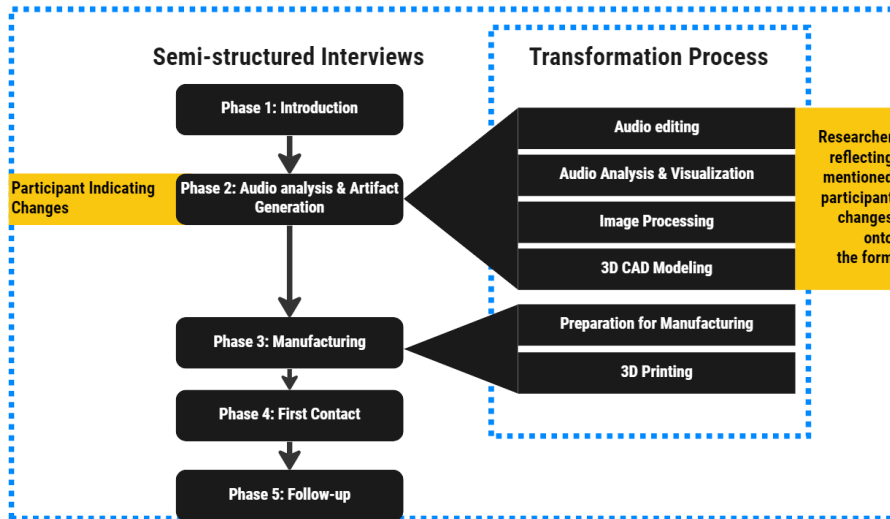 Semi-structured Interviews
Transformation Process
Phase 1: Introduction
Participant Indicating
Changes
Phase 2: Audio analysis & Artifact
Generation
Audio editing
Audio Analysis & Visualization
Image Processing
3D CAD Modeling
Researcher
reflecting
mentioned
participant
changes
onto
the form
Phase 3: Manufacturing
Preparation for Manufacturing
3D Printing
Phase 4: First Contact
Phase 5: Follow-up